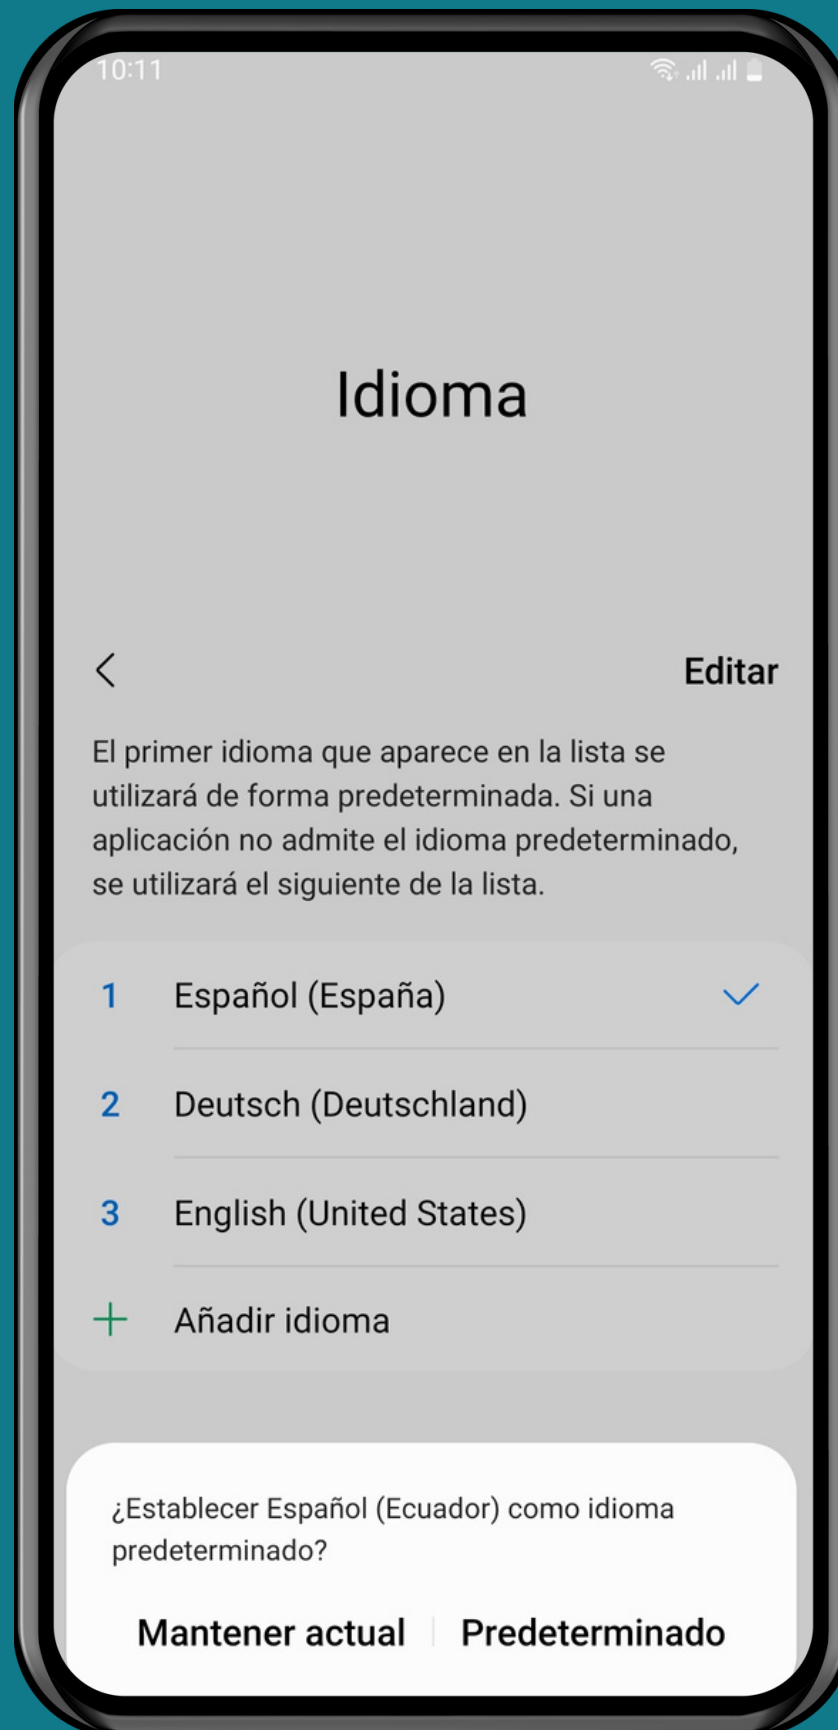 10:11
Idioma
Editar
El primer idioma que aparece en la lista se
utilizará de forma predeterminada. Si una
aplicación no admite el idioma predeterminado,
se utilizará el siguiente de la lista.
1 Español (España)
2 Deutsch (Deutschland)
3 English (United States)
Añadir idioma
¿Establecer Español (Ecuador) como idioma
predeterminado?
Mantener actual Predeterminado